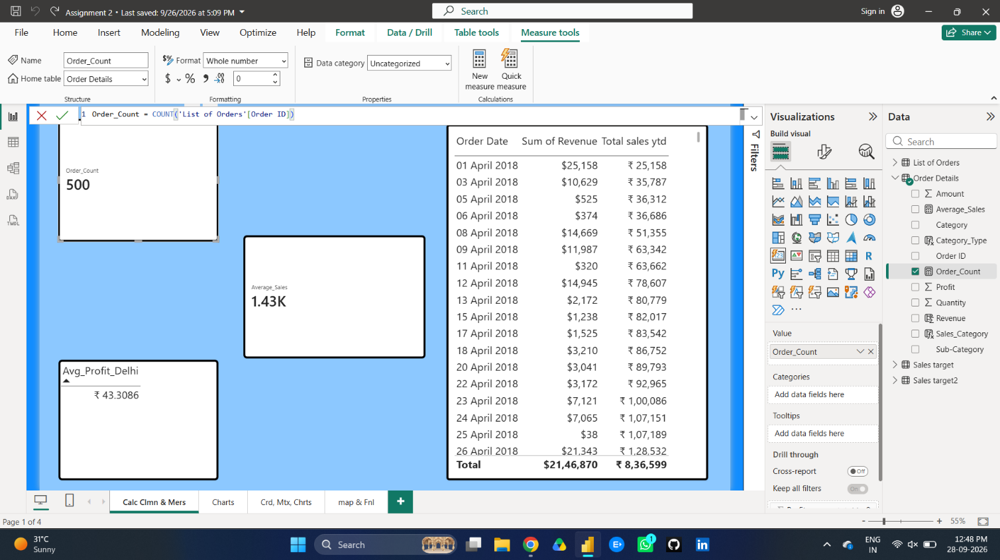 Assignment 2 • Last saved: 9/26/2026 at 5:09 PM
Search
Sign in
File Home Insert Modeling View Optimize Help Format Data / Drill Table tools Measure tools
Share
Name Order_Count
Home table Order Details
Structure
Format Whole number
$ % 0
Formatting
Data category Uncategorized
Properties
New measure
Quick measure
Calculations
1 Order_Count = COUNT('List of Orders'[Order ID])
Order_Count
500
Average_Sales
1.43K
Avg_Profit_Delhi
₹ 43.3086
Order Date Sum of Revenue Total sales ytd
01 April 2018 $25,158 ₹ 25,158
03 April 2018 $10,629 ₹ 35,787
05 April 2018 $525 ₹ 36,312
06 April 2018 $374 ₹ 36,686
08 April 2018 $14,669 ₹ 51,355
09 April 2018 $11,987 ₹ 63,342
11 April 2018 $320 ₹ 63,662
12 April 2018 $14,945 ₹ 78,607
13 April 2018 $2,172 ₹ 80,779
15 April 2018 $1,238 ₹ 82,017
17 April 2018 $1,525 ₹ 83,542
18 April 2018 $3,210 ₹ 86,752
20 April 2018 $3,041 ₹ 89,793
22 April 2018 $3,172 ₹ 92,965
23 April 2018 $7,121 ₹ 1,00,086
24 April 2018 $7,065 ₹ 1,07,151
25 April 2018 $38 ₹ 1,07,189
26 April 2018 $21,343 ₹ 1,28,532
Total $21,46,870 ₹ 8,36,599
Filters
Visualizations
Build visual
R
Py
Value
Order_Count
Categories
Add data fields here
Tooltips
Add data fields here
Drill through
Cross-report Off
Keep all filters On
Data
Search
List of Orders
Order Details
Amount
Average_Sales
Category
Category_Type
Order ID
Order_Count
Profit
Quantity
Revenue
Sales_Category
Sub-Category
Sales target
Sales target2
DAX
TMDL
Calc Clmn & Mers Charts Crd, Mtx, Chrts map & Fnl +
Page 1 of 4
- + 55%
31°C
Sunny
Search
1
ENG
IN
12:48 PM
28-09-2026